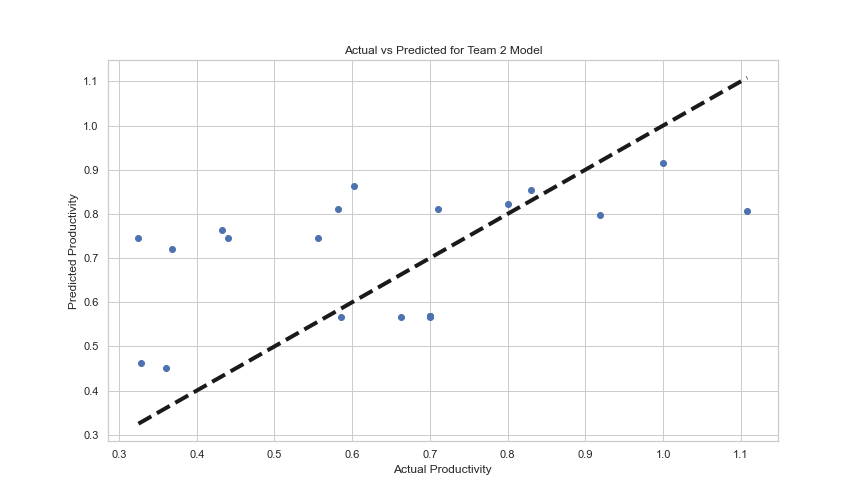 Actual vs Predicted for Team 2 Model
Predicted Productivity
1.1
1.0
0.9
0.8
0.7
0.6
0.5
0.4
0.3
0.3 0.4 0.5 0.6 0.7 0.8 0.9 1.0 1.1
Actual Productivity